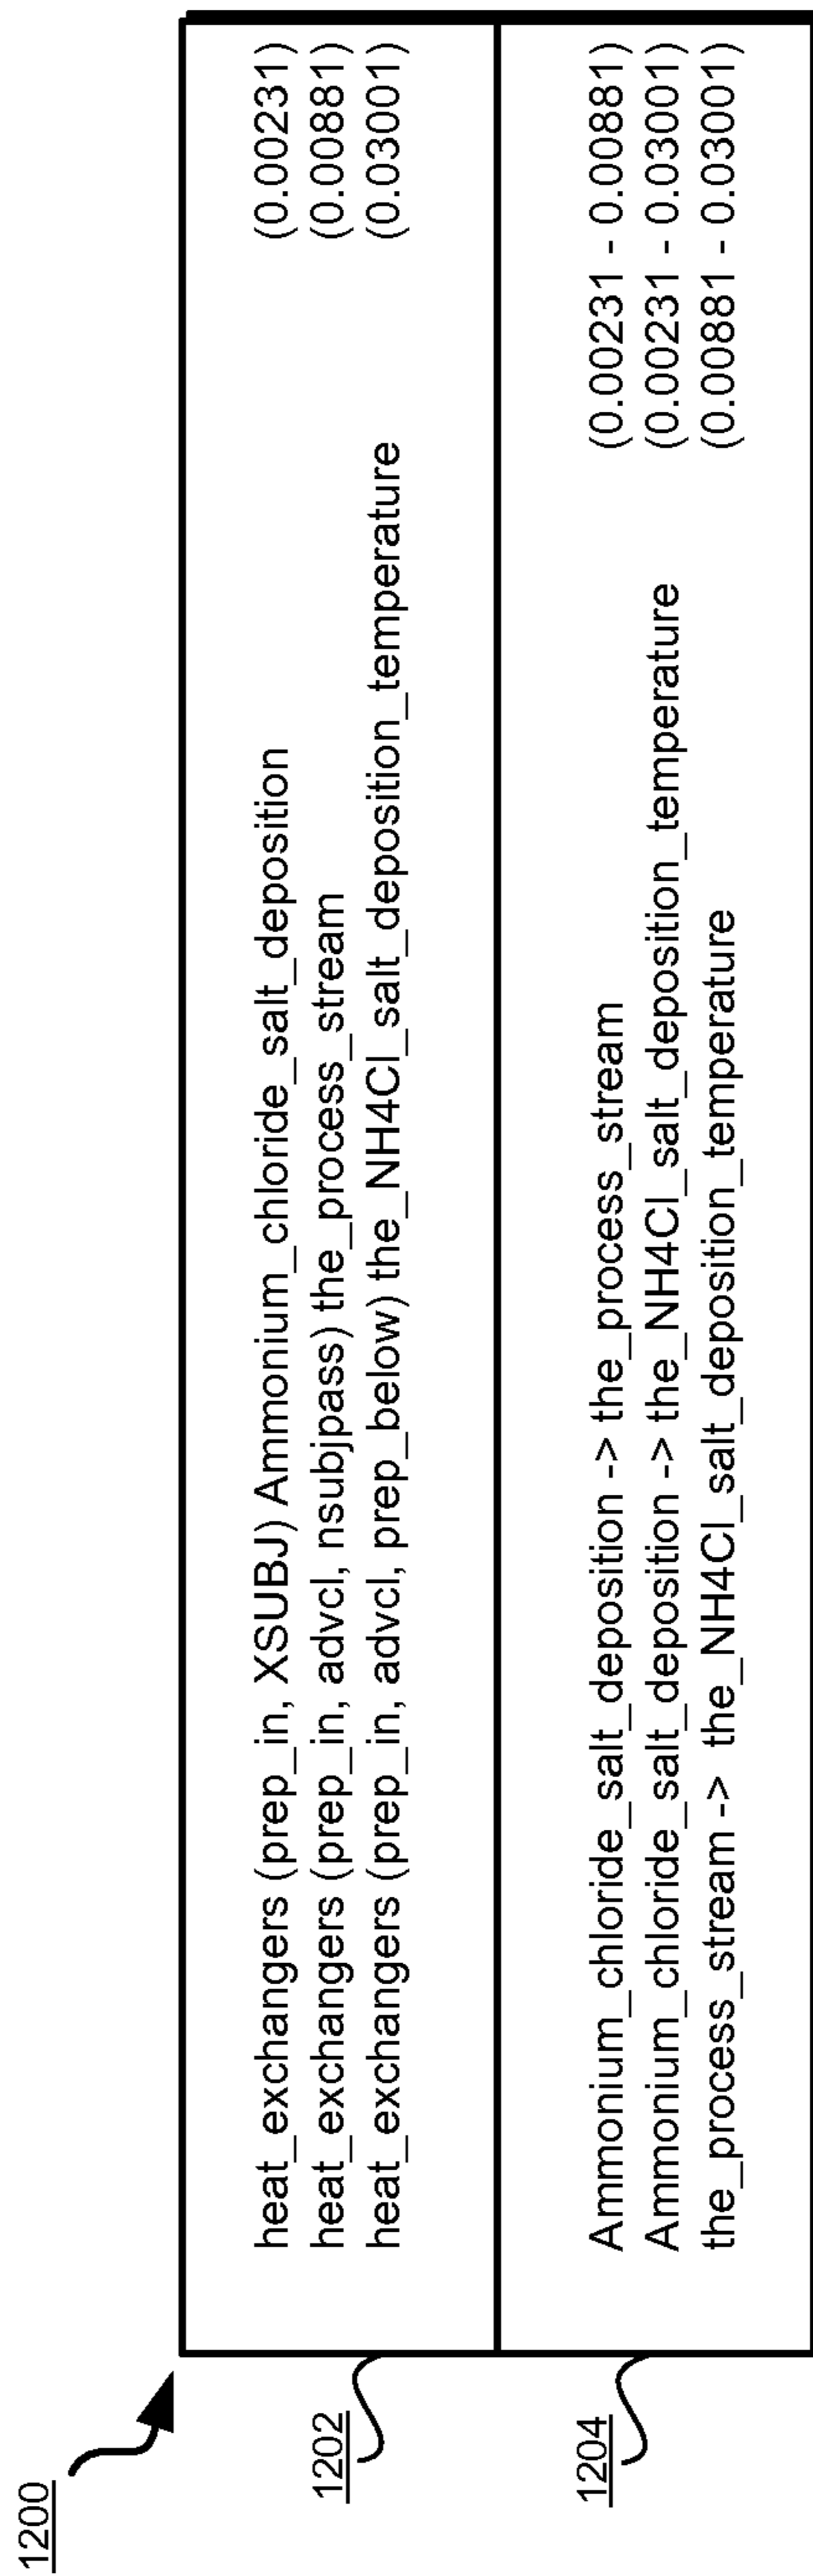 1200
1202
heat_exchangers (prep_in, XSUBJ) Ammonium_chloride_salt_deposition (0.00231)
heat_exchangers (prep_in, advcl, nsubjpass) the_process_stream (0.00881)
heat_exchangers (prep_in, advcl, prep_below) the_NH4Cl_salt_deposition_temperature (0.03001)
1204
Ammonium_chloride_salt_deposition -> the_process_stream (0.00231 - 0.00881)
Ammonium_chloride_salt_deposition -> the_NH4Cl_salt_deposition_temperature (0.00231 - 0.03001)
the_process_stream -> the_NH4Cl_salt_deposition_temperature (0.00881 - 0.03001)